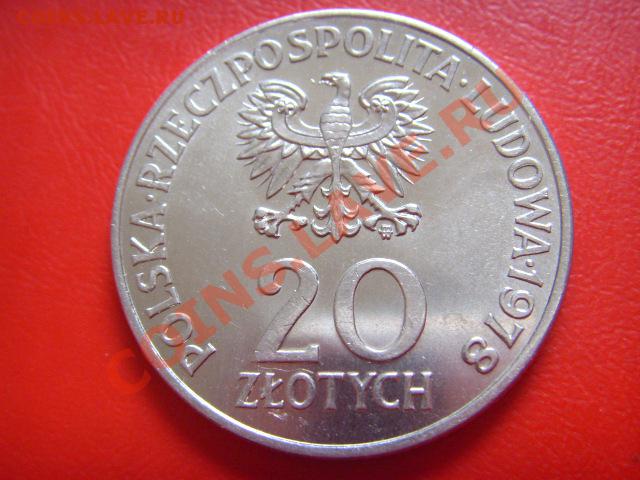 COINS.LAVE.RU
POLSKA·RZECZPOSPOLITA·LUDOWA·1978
20
ZŁOTYCH
COINS.LAVE.RU